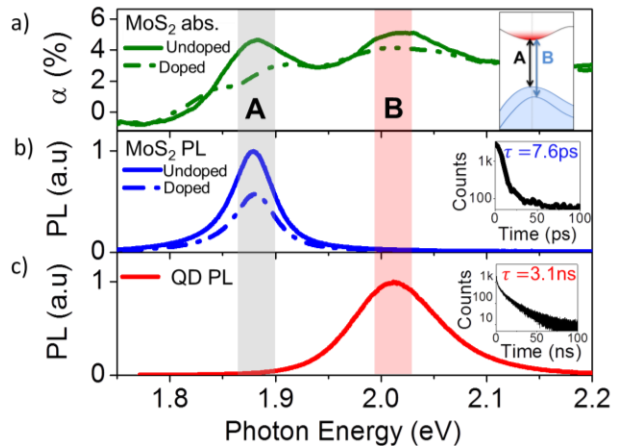 a)
MoS₂ abs.
Undoped
Doped
α (%)
6
4
2
0
A
B
A
B
b)
MoS₂ PL
Undoped
Doped
PL (a.u)
1
0
τ =7.6ps
Counts
1k
100
0
50
100
Time (ps)
c)
QD PL
PL (a.u)
1
0
τ =3.1ns
Counts
1k
100
10
0
50
100
Time (ns)
1.8
1.9
2.0
2.1
2.2
Photon Energy (eV)